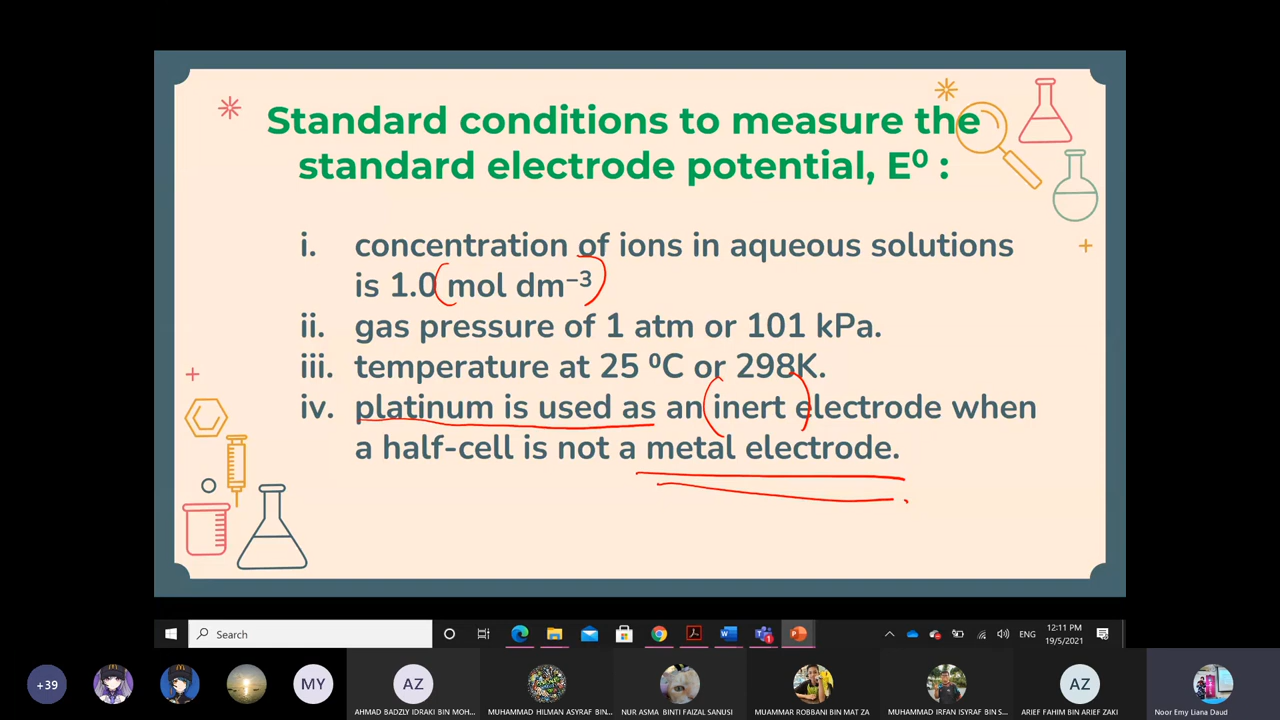 Standard conditions to measure the
standard electrode potential, E⁰ :
i. concentration of ions in aqueous solutions
is 1.0 mol dm⁻³
ii. gas pressure of 1 atm or 101 kPa.
iii. temperature at 25 ⁰C or 298K.
iv. platinum is used as an inert electrode when
a half-cell is not a metal electrode.
Search
ENG
12:11 PM
19/5/2021
+39
MY
AZ
AZ
AHMAD BADZLY IDRAKI BIN MOH...
MUHAMMAD HILMAN ASYRAF BIN...
NUR ASMA BINTI FAIZAL SANUSI
MUAMMAR ROBBANI BIN MAT ZA
MUHAMMAD IRFAN ISYRAF BIN S...
ARIEF FAHIM BIN ARIEF ZAKI
Noor Emy Liana Daud